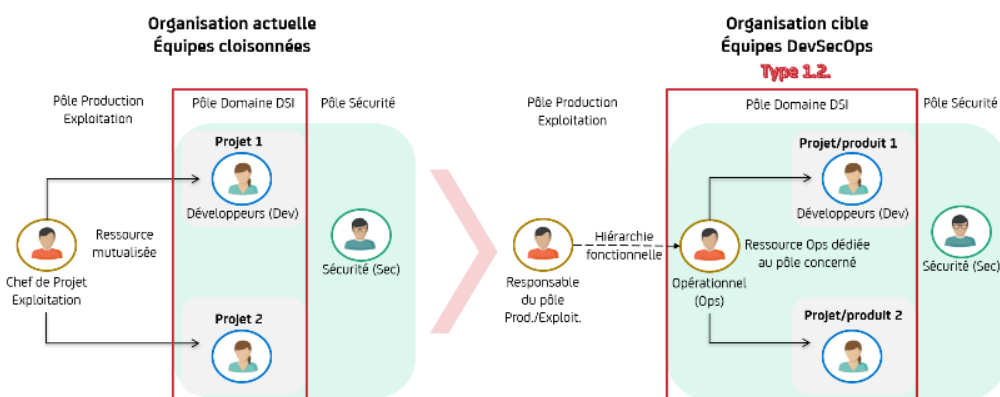 Organisation actuelle
Équipes cloisonnées
Pôle Production
Exploitation
Pôle Domaine DSI
Pôle Sécurité
Projet 1
Développeurs (Dev)
Ressource
mutualisée
Chef de Projet
Exploitation
Sécurité (Sec)
Projet 2
Organisation cible
Équipes DevSecOps
Type 1.2.
Pôle Production
Exploitation
Pôle Domaine DSI
Pôle Sécurité
Projet/produit 1
Développeurs (Dev)
Hiérarchie
fonctionnelle
Ressource Ops dédiée
au pôle concerné
Responsable
du pôle
Prod./Exploit.
Opérationnel
(Ops)
Sécurité (Sec)
Projet/produit 2